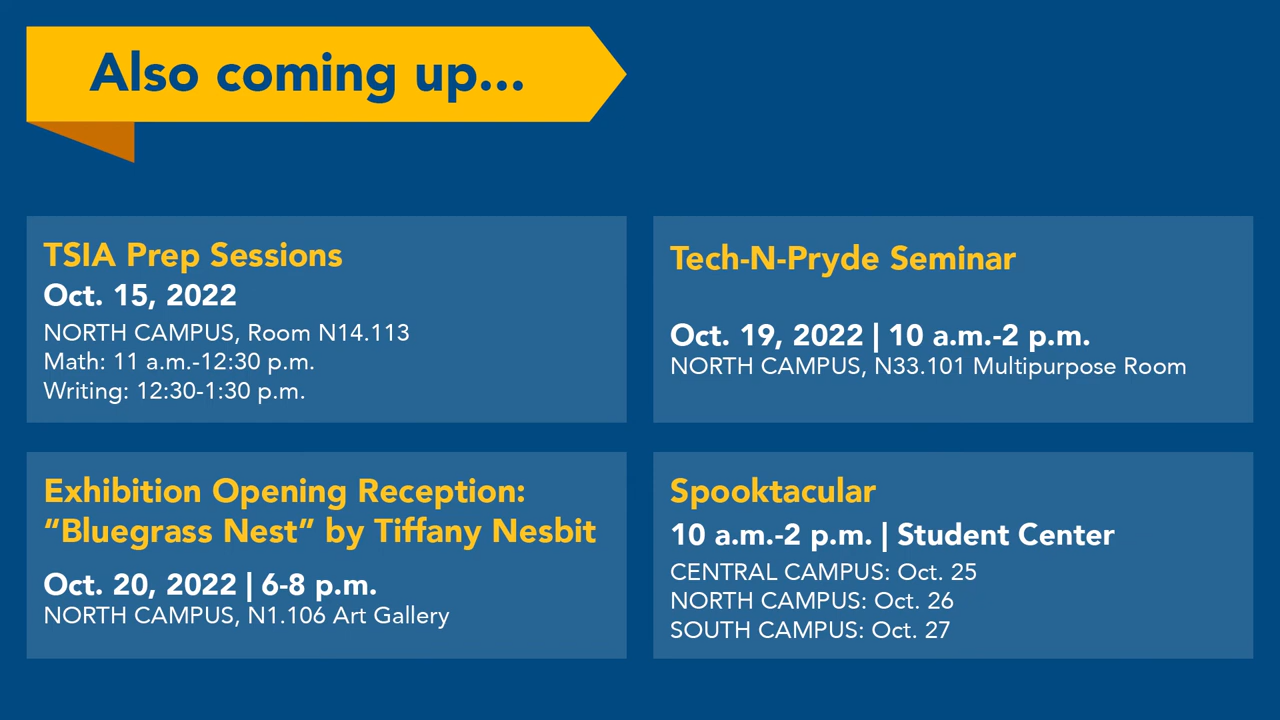 Also coming up...
TSIA Prep Sessions
Oct. 15, 2022
NORTH CAMPUS, Room N14.113
Math: 11 a.m.-12:30 p.m.
Writing: 12:30-1:30 p.m.
Tech-N-Pryde Seminar
Oct. 19, 2022 | 10 a.m.-2 p.m.
NORTH CAMPUS, N33.101 Multipurpose Room
Exhibition Opening Reception:
“Bluegrass Nest” by Tiffany Nesbit
Oct. 20, 2022 | 6-8 p.m.
NORTH CAMPUS, N1.106 Art Gallery
Spooktacular
10 a.m.-2 p.m. | Student Center
CENTRAL CAMPUS: Oct. 25
NORTH CAMPUS: Oct. 26
SOUTH CAMPUS: Oct. 27